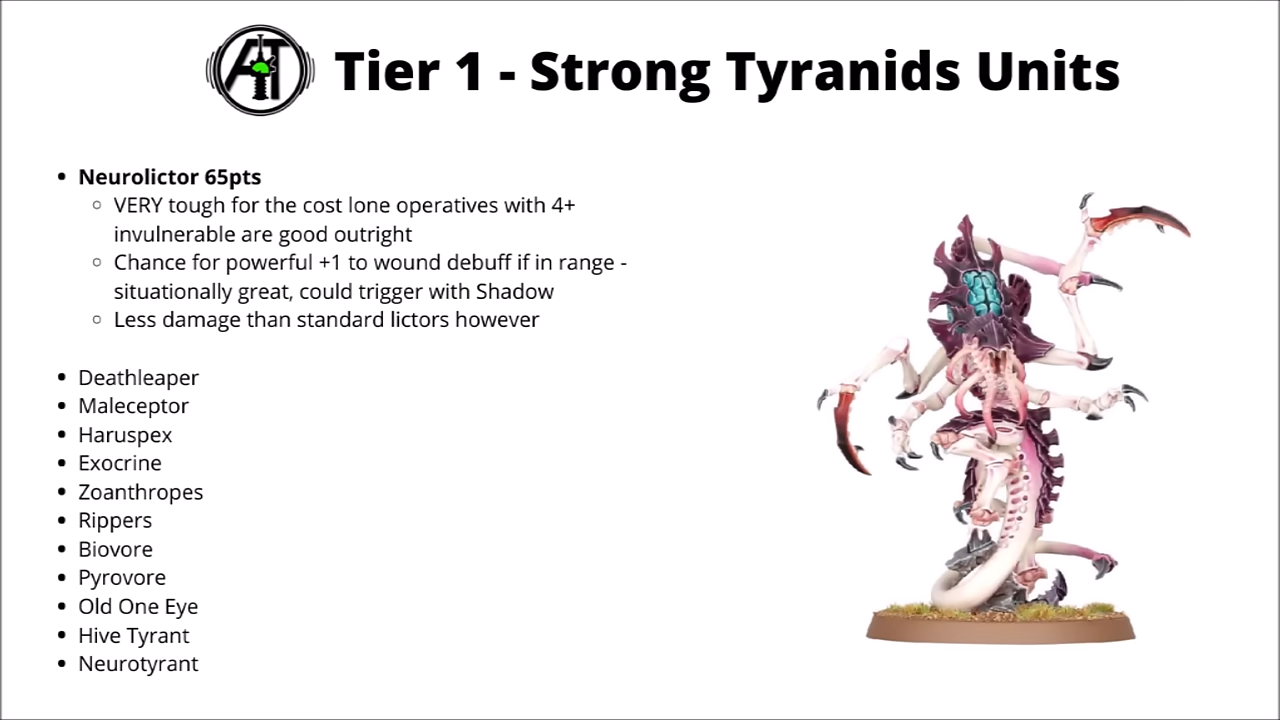 AT
Tier 1 - Strong Tyranids Units
• Neurolictor 65pts
○ VERY tough for the cost lone operatives with 4+
invulnerable are good outright
○ Chance for powerful +1 to wound debuff if in range -
situationally great, could trigger with Shadow
○ Less damage than standard lictors however
• Deathleaper
• Maleceptor
• Haruspex
• Exocrine
• Zoanthropes
• Rippers
• Biovore
• Pyrovore
• Old One Eye
• Hive Tyrant
• Neurotyrant